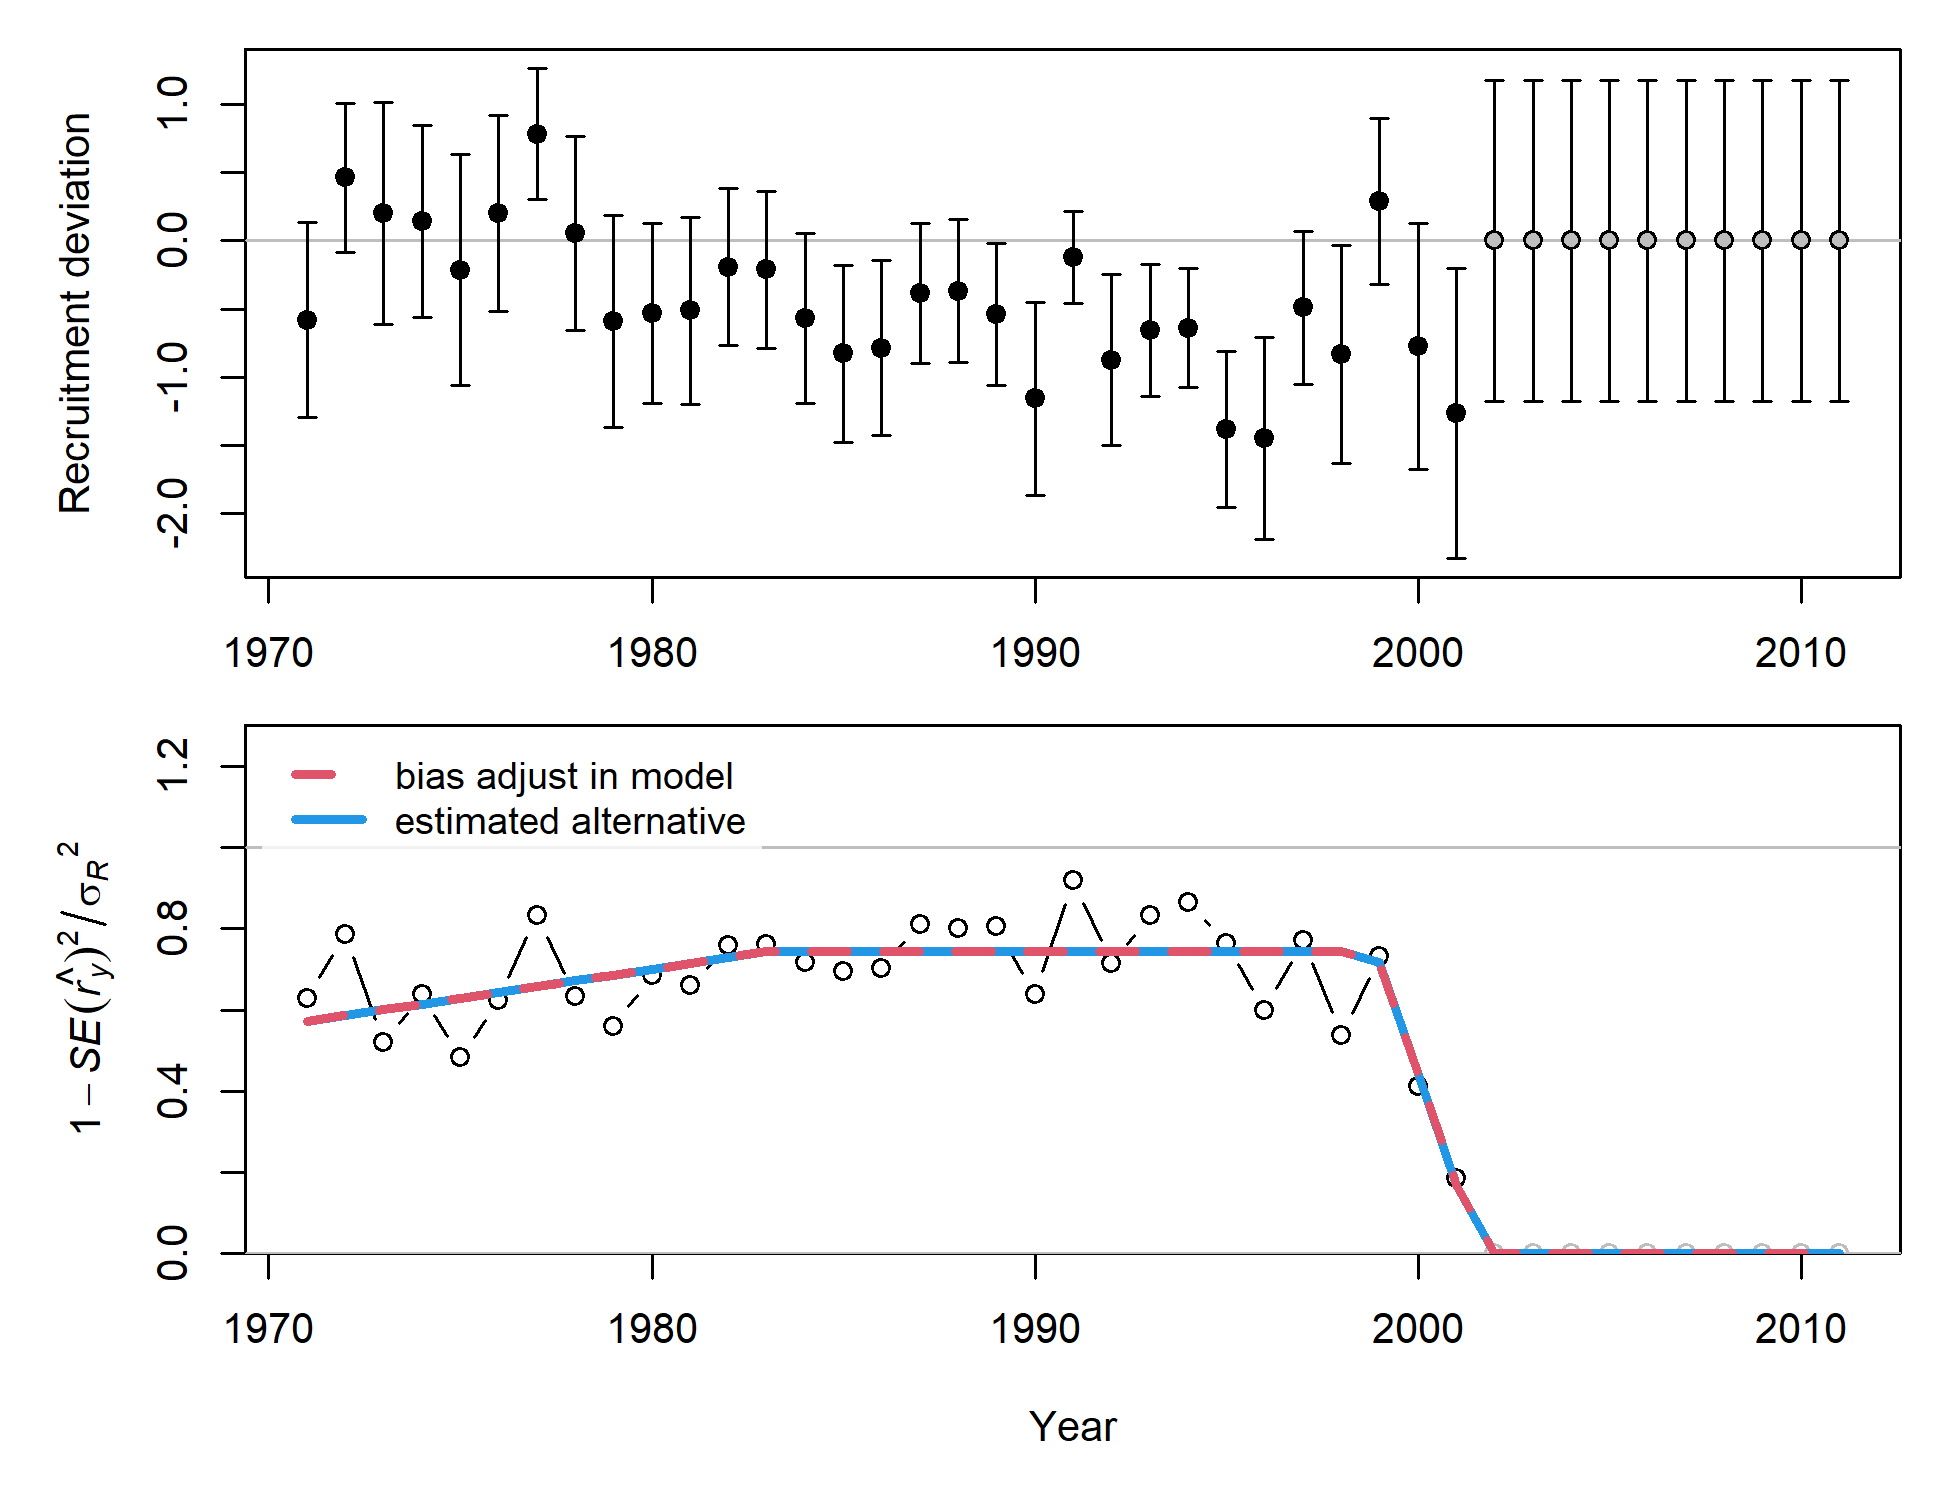 Recruitment deviation
1.0
0.0
-1.0
-2.0
1970 1980 1990 2000 2010
bias adjust in model
estimated alternative
1 − SE(r̂y)² / σR²
1.2
0.8
0.4
0.0
1970 1980 1990 2000 2010
Year